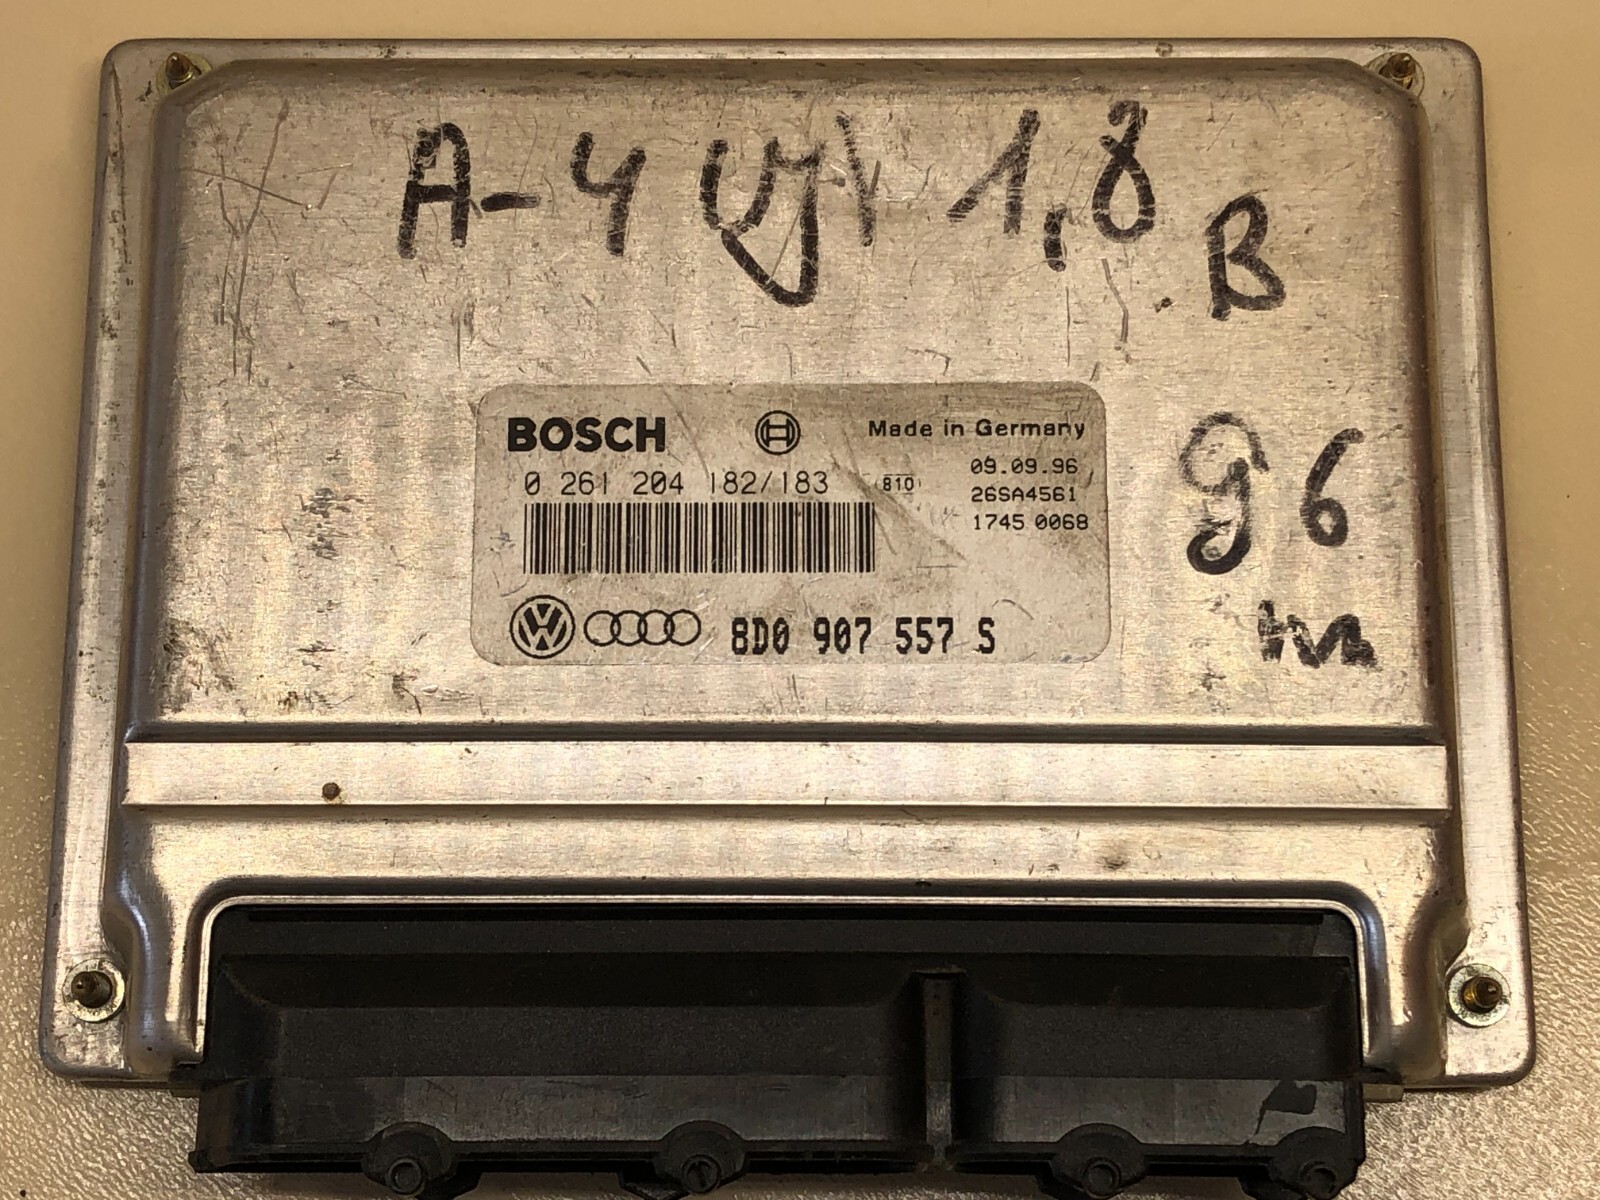 A-4 1,8 B
BOSCH Made in Germany
0 261 204 182/183 810 09.09.96
26SA4561
1745 0068
96
8D0 907 557 S